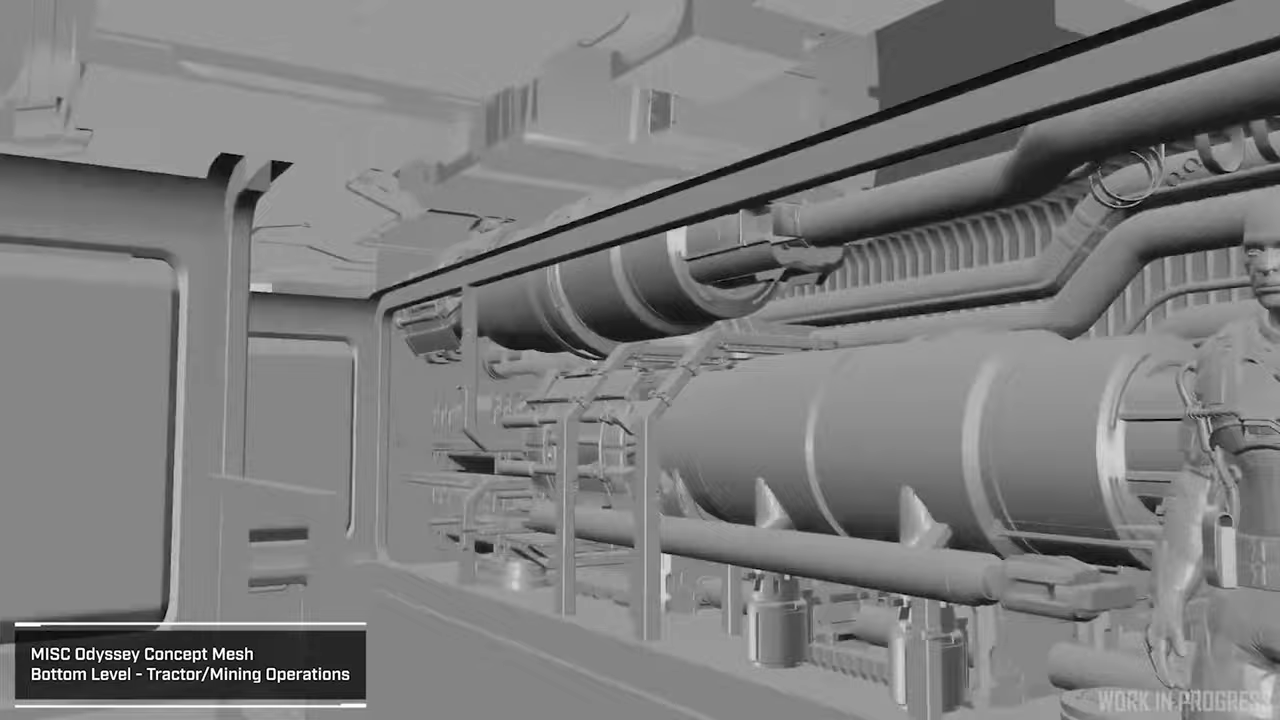 MISC Odyssey Concept Mesh
Bottom Level - Tractor/Mining Operations
WORK IN PROGRESS